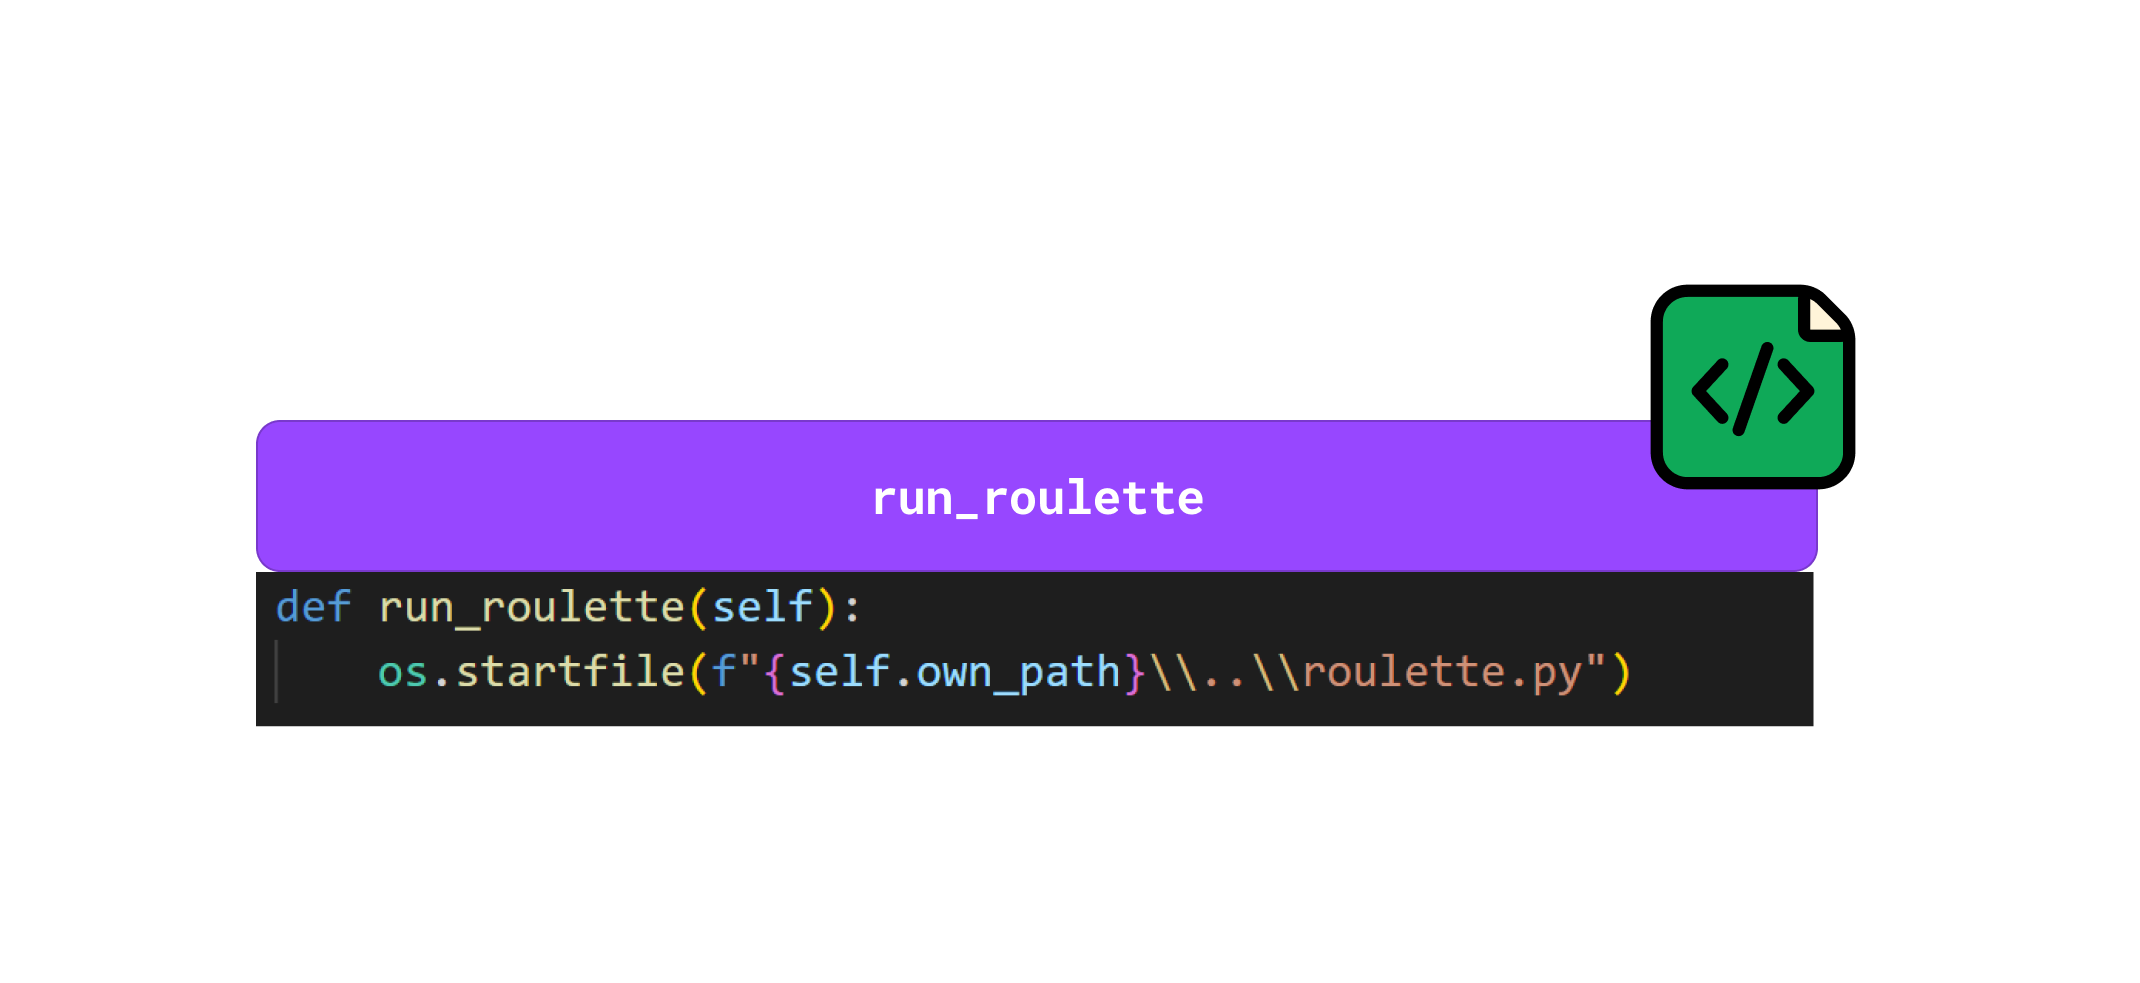 </>
run_roulette
def run_roulette(self):
    os.startfile(f"{self.own_path}\\..\\roulette.py")